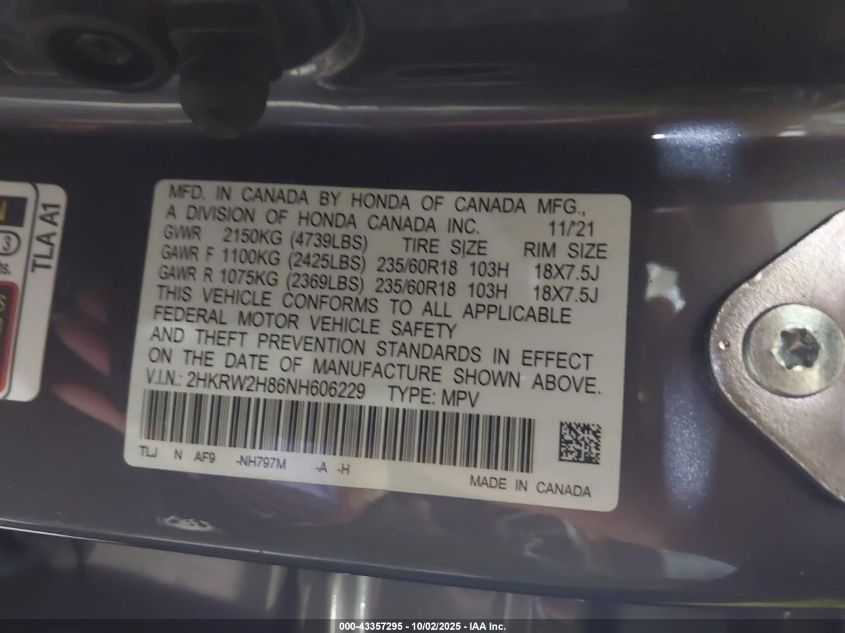 MFD. IN CANADA BY HONDA OF CANADA MFG.,
A DIVISION OF HONDA CANADA INC. 11/'21
GVWR 2150KG (4739LBS) TIRE SIZE RIM SIZE
GAWR F 1100KG (2425LBS) 235/60R18 103H 18X7.5J
GAWR R 1075KG (2369LBS) 235/60R18 103H 18X7.5J
THIS VEHICLE CONFORMS TO ALL APPLICABLE
FEDERAL MOTOR VEHICLE SAFETY
AND THEFT PREVENTION STANDARDS IN EFFECT
ON THE DATE OF MANUFACTURE SHOWN ABOVE.
V.I.N.: 2HKRW2H86NH606229 TYPE: MPV
TLJ N AF9 -NH797M -A -H
MADE IN CANADA
TLA A1
3
000-43357295 - 10/02/2025 - IAA Inc.